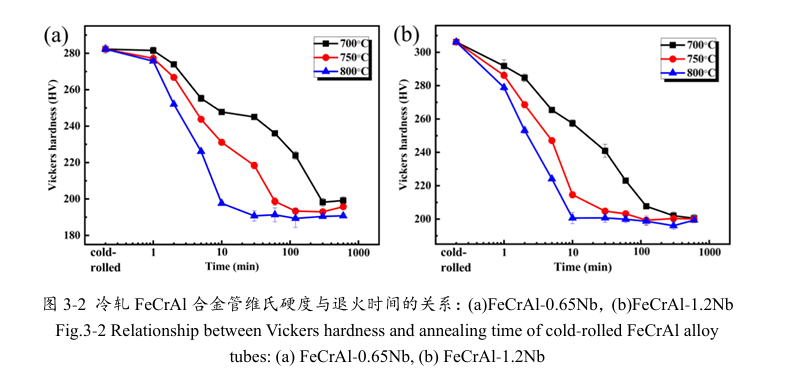 (a)
280
260
240
220
200
180
Vickers hardness (HV)
700°C
750°C
800°C
cold-rolled
1
10
100
1000
Time (min)
(b)
300
280
260
240
220
200
Vickers hardness (HV)
700°C
750°C
800°C
cold-rolled
1
10
100
1000
Time (min)
图 3-2 冷轧 FeCrAl 合金管维氏硬度与退火时间的关系：(a)FeCrAl-0.65Nb，(b)FeCrAl-1.2Nb
Fig.3-2 Relationship between Vickers hardness and annealing time of cold-rolled FeCrAl alloy
tubes: (a) FeCrAl-0.65Nb, (b) FeCrAl-1.2Nb